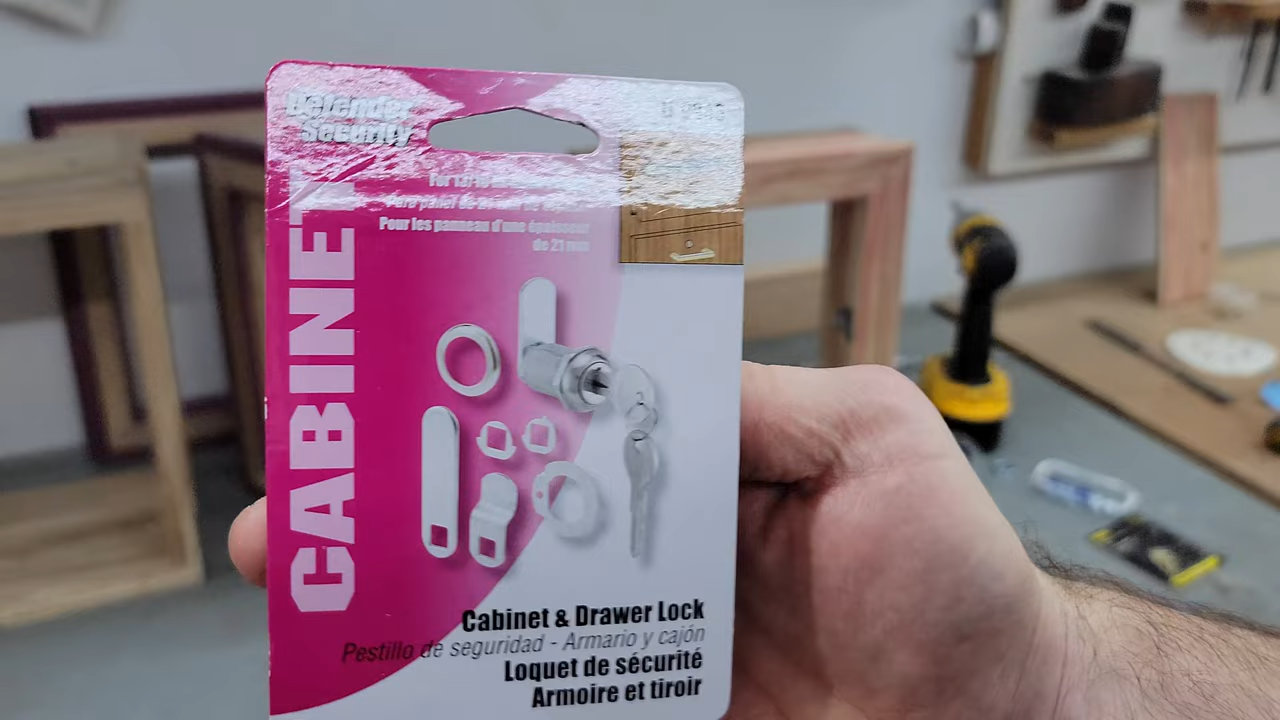 Defender
Security
CABINET
Pour les panneau d'une épaisseur
de 21 mm
Cabinet & Drawer Lock
Pestillo de seguridad - Armario y cajón
Loquet de sécurité
Armoire et tiroir